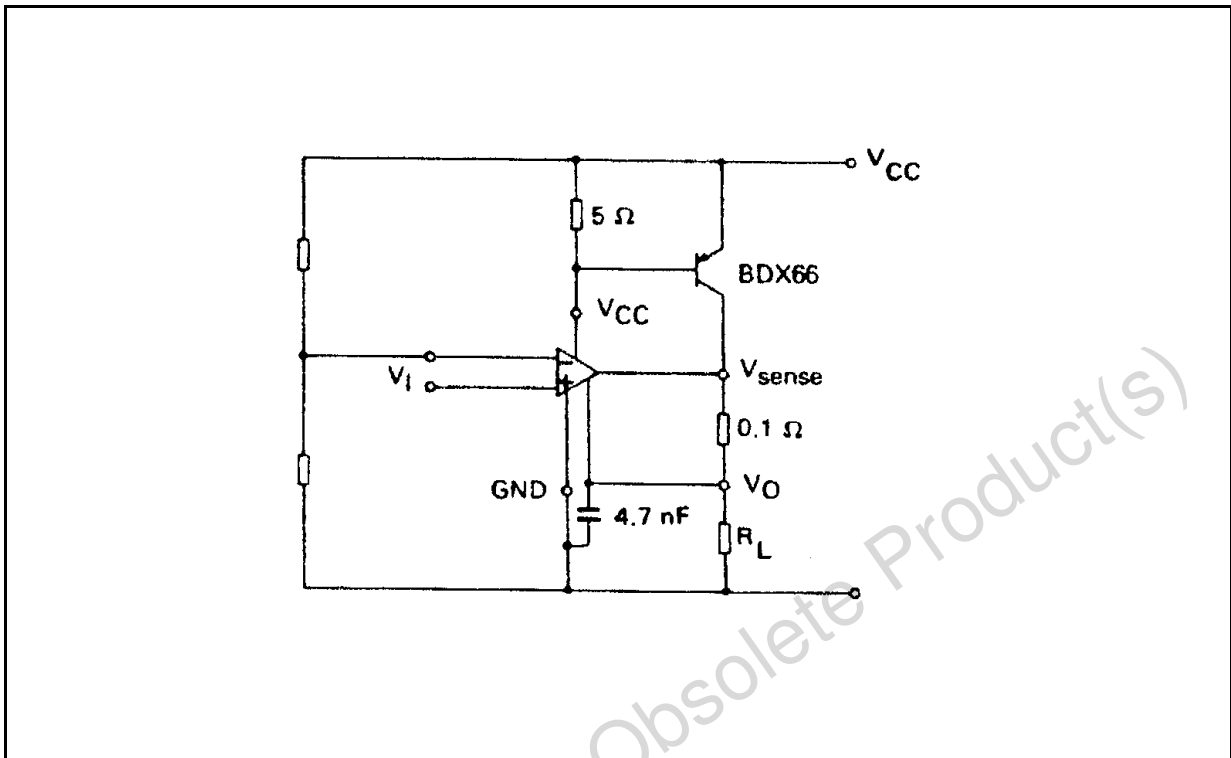 VCC
5 Ω
BDX66
VCC
VI
Vsense
0.1 Ω
GND
VO
4.7 nF
RL
Obsolete Product(s)